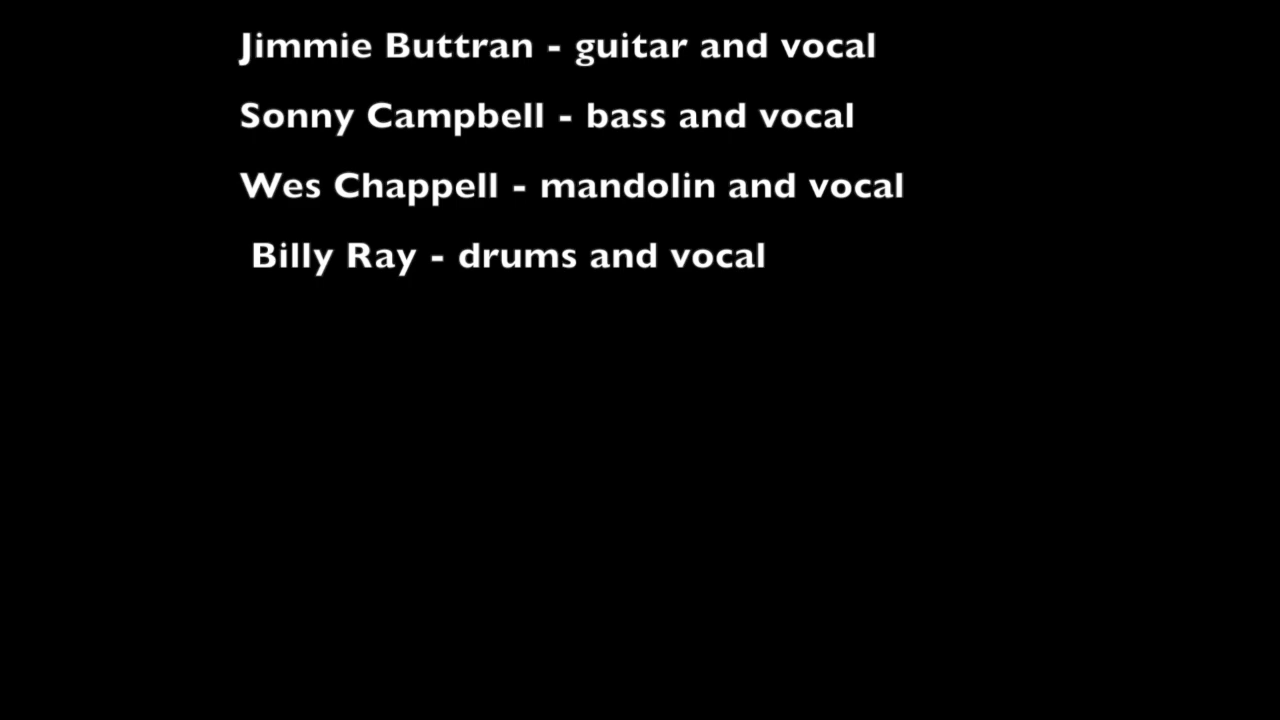 Jimmie Buttran - guitar and vocal
Sonny Campbell - bass and vocal
Wes Chappell - mandolin and vocal
Billy Ray - drums and vocal